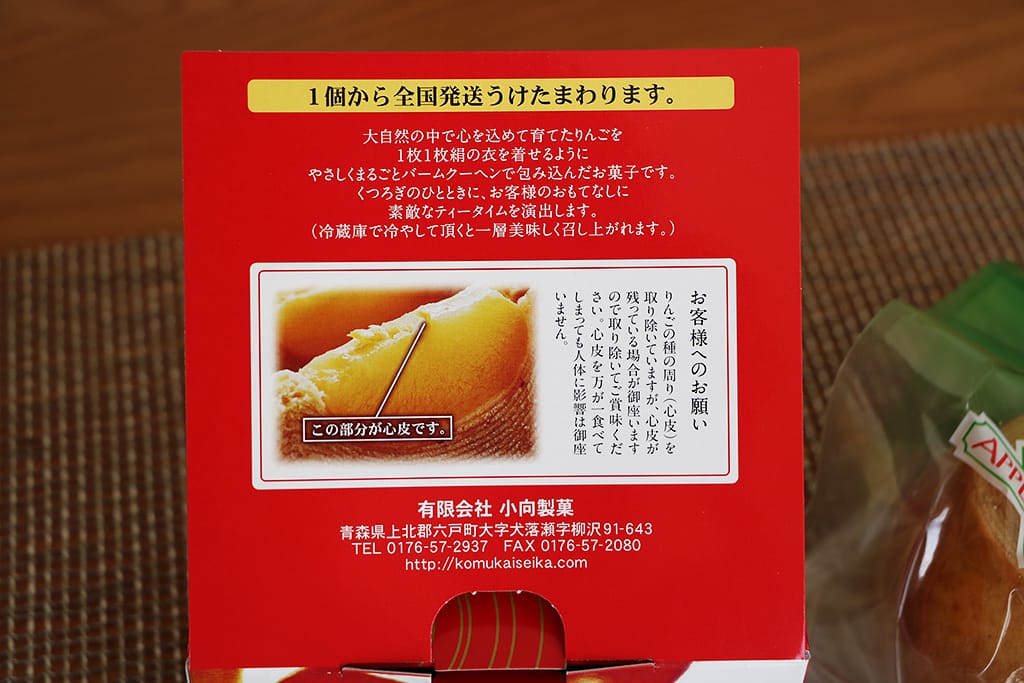 1個から全国発送うけたまわります。
大自然の中で心を込めて育てたりんごを
1枚1枚絹の衣を着せるように
やさしくまるごとバームクーヘンで包み込んだお菓子です。
くつろぎのひとときに、お客様のおもてなしに
素敵なティータイムを演出します。
（冷蔵庫で冷やして頂くと一層美味しく召し上がれます。）
お客様へのお願い
りんごの種の周り（心皮）を
取り除いていますが、心皮が
残っている場合が御座います
ので取り除いてご賞味くだ
さい。心皮を万が一食べて
しまっても人体に影響は御座
いません。
この部分が心皮です。
有限会社 小向製菓
青森県上北郡六戸町大字犬落瀬字柳沢91-643
TEL 0176-57-2937 FAX 0176-57-2080
http://komukaiseika.com